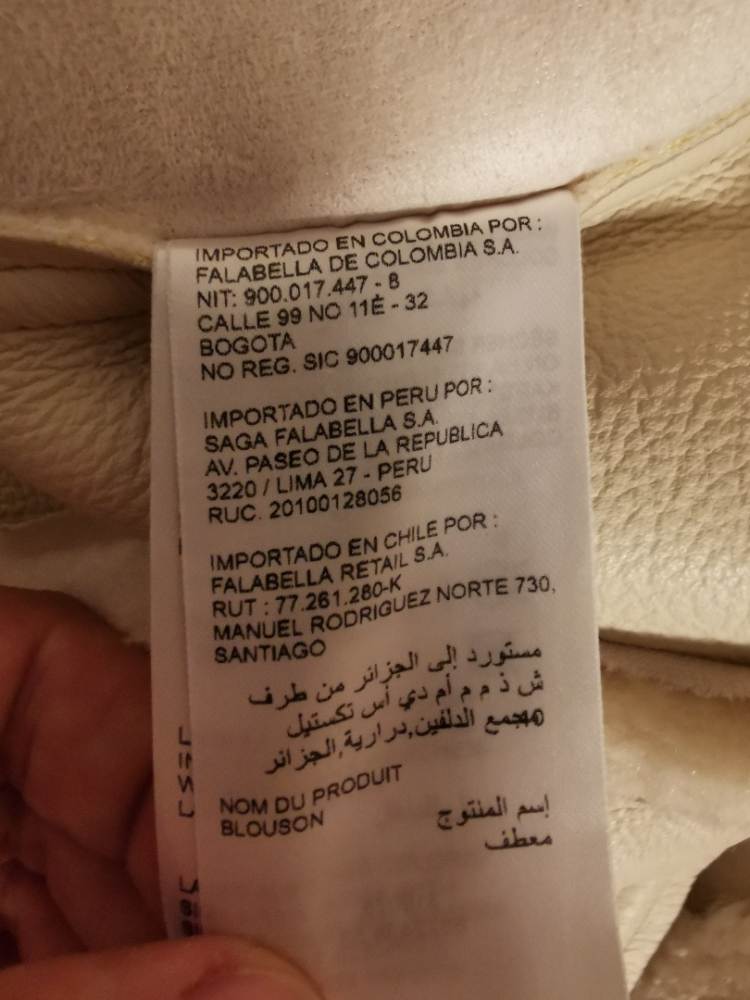 IMPORTADO EN COLOMBIA POR :
FALABELLA DE COLOMBIA S.A.
NIT: 900.017.447 - 8
CALLE 99 NO 11E - 32
BOGOTA
NO REG. SIC 900017447
IMPORTADO EN PERU POR :
SAGA FALABELLA S.A.
AV. PASEO DE LA REPUBLICA
3220 / LIMA 27 - PERU
RUC. 20100128056
IMPORTADO EN CHILE POR :
FALABELLA RETAIL S.A.
RUT : 77.261.280-K
MANUEL RODRIGUEZ NORTE 730,
SANTIAGO
مستورد إلى الجزائر من طرف
ش ذ م م أم دي أس تكستيل
40مجمع الدلفين,درارية,الجزائر
NOM DU PRODUIT
BLOUSON
إسم المنتوج
معطف